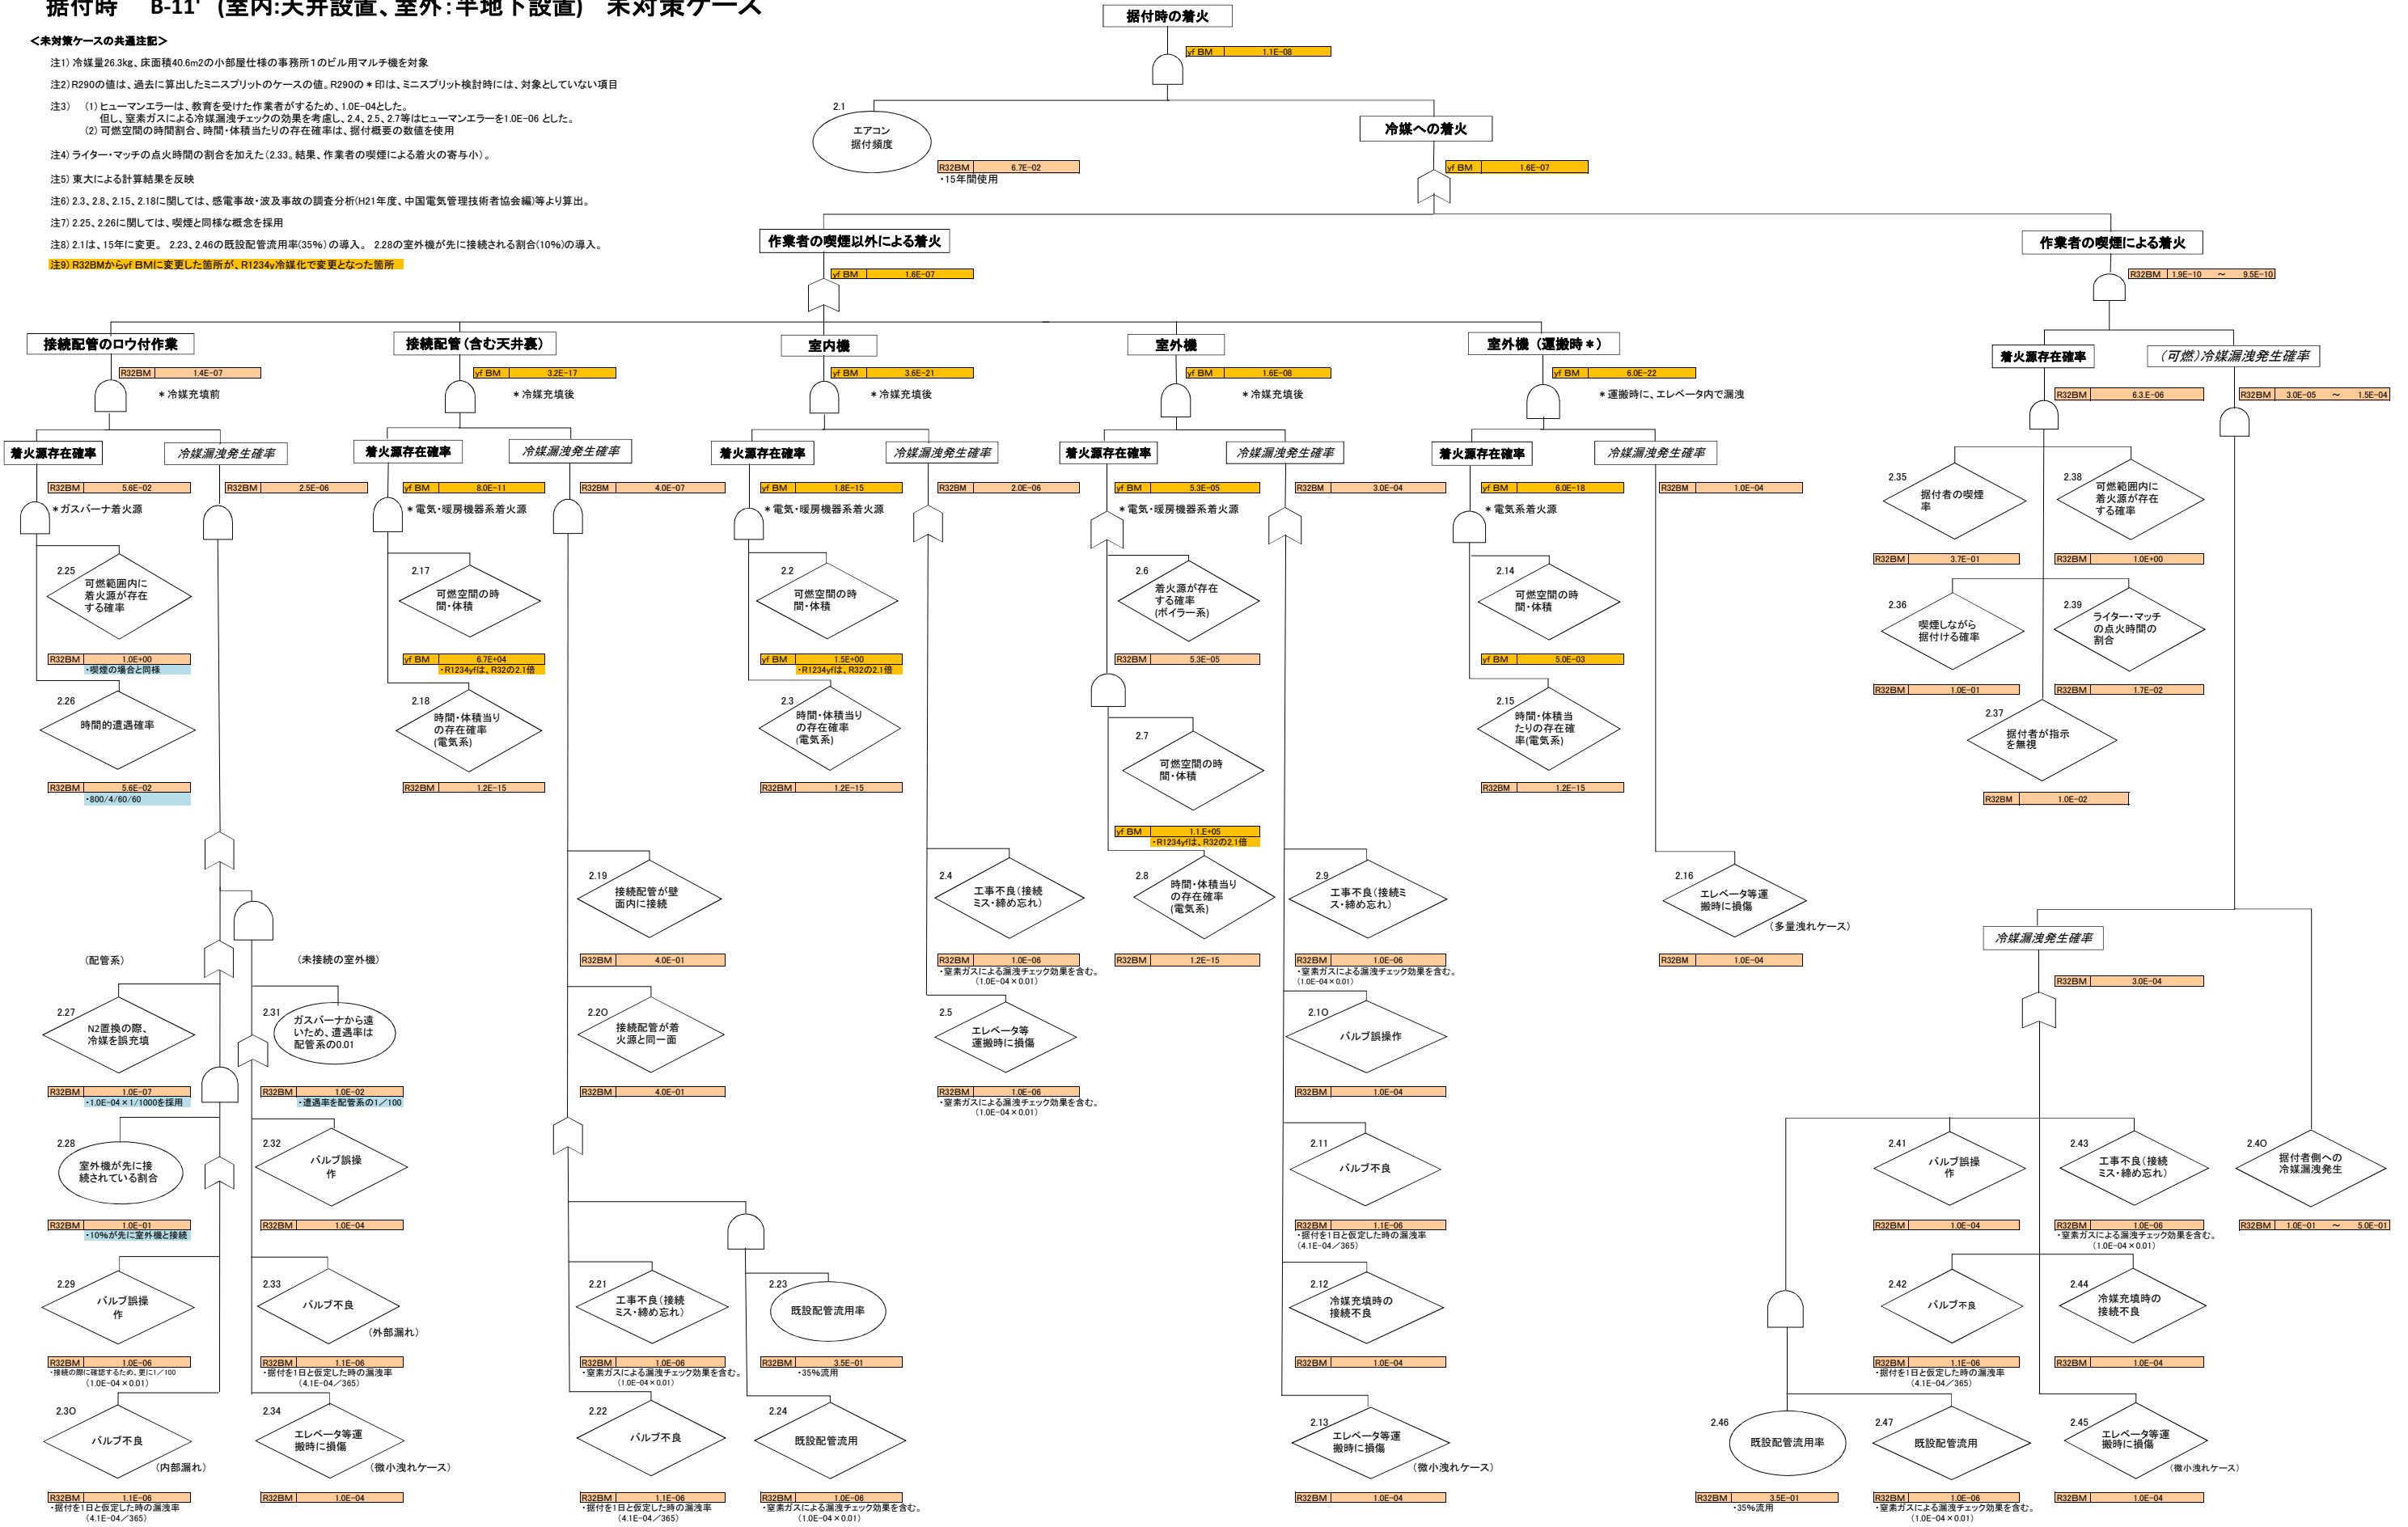 据付時 B-11' (室内:天井設置、室外:半地下設置) 未対策ケース
<未対策ケースの共通注記>
注1) 冷媒量26.3kg、床面積40.6m2の小部屋仕様の事務所1のビル用マルチ機を対象
注2)R290の値は、過去に算出したミニスプリットのケースの値。R290の*印は、ミニスプリット検討時には、対象としていない項目
注3) (1)ヒューマンエラーは、教育を受けた作業者がするため、1.0E-04とした。
但し、窒素ガスによる冷媒漏洩チェックの効果を考慮し、2.4、2.5、2.7等はヒューマンエラーを1.0E-06 とした。
(2) 可燃空間の時間割合、時間・体積当たりの存在確率は、据付概要の数値を使用
注4)ライター・マッチの点火時間の割合を加えた(2.33。結果、作業者の喫煙による着火の寄与小)。
注5) 東大による計算結果を反映
注6) 2.3、2.8、2.15、2.18に関しては、感電事故・波及事故の調査分析(H21年度、中国電気管理技術者協会編)等より算出。
注7) 2.25、2.26に関しては、喫煙と同様な概念を採用
注8) 2.1は、15年に変更。 2.23、2.46の既設配管流用率(35%)の導入。 2.28の室外機が先に接続される割合(10%)の導入。
注9) R32BMからyf BMに変更した箇所が、R1234y冷媒化で変更となった箇所
据付時の着火
yf BM 1.1E-08
2.1
エアコン
据付頻度
R32BM 6.7E-02
・15年間使用
冷媒への着火
yf BM 1.6E-07
作業者の喫煙以外による着火
yf BM 1.6E-07
作業者の喫煙による着火
R32BM 1.9E-10 ~ 9.5E-10
接続配管のロウ付作業
R32BM 1.4E-07
*冷媒充填前
着火源存在確率
R32BM 5.6E-02
*ガスバーナ着火源
冷媒漏洩発生確率
R32BM 2.5E-06
2.25
可燃範囲内に
着火源が存在
する確率
R32BM 1.0E+00
・喫煙の場合と同様
2.26
時間的遭遇確率
R32BM 5.6E-02
・800/4/60/60
(配管系)
(未接続の室外機)
2.27
N2置換の際、
冷媒を誤充填
R32BM 1.0E-07
・1.0E-04×1/1000を採用
2.31
ガスバーナから遠
いため、遭遇率は
配管系の0.01
R32BM 1.0E-02
・遭遇率を配管系の1/100
2.28
室外機が先に接
続されている割合
R32BM 1.0E-01
・10%が先に室外機と接続
2.32
バルブ誤操
作
R32BM 1.0E-04
2.29
バルブ誤操
作
R32BM 1.0E-06
・接続の際に確認するため、更に1/100
(1.0E-04×0.01)
2.33
バルブ不良
(外部漏れ)
R32BM 1.1E-06
・据付を1日と仮定した時の漏洩率
(4.1E-04/365)
2.30
バルブ不良
(内部漏れ)
R32BM 1.1E-06
・据付を1日と仮定した時の漏洩率
(4.1E-04/365)
2.34
エレベータ等運
搬時に損傷
(微小洩れケース)
R32BM 1.0E-04
接続配管(含む天井裏)
yf BM 3.2E-17
*冷媒充填後
着火源存在確率
yf BM 8.0E-11
*電気・暖房機器系着火源
冷媒漏洩発生確率
R32BM 4.0E-07
2.17
可燃空間の時
間・体積
yf BM 6.7E+04
・R1234yfは、R32の2.1倍
2.18
時間・体積当り
の存在確率
(電気系)
R32BM 1.2E-15
2.19
接続配管が壁
面内に接続
R32BM 4.0E-01
2.20
接続配管が着
火源と同一面
R32BM 4.0E-01
2.21
工事不良(接続
ミス・締め忘れ)
R32BM 1.0E-06
・窒素ガスによる漏洩チェック効果を含む。
(1.0E-04×0.01)
2.23
既設配管流用率
R32BM 3.5E-01
・35%流用
2.22
バルブ不良
R32BM 1.1E-06
・据付を1日と仮定した時の漏洩率
(4.1E-04/365)
2.24
既設配管流用
R32BM 1.0E-06
・窒素ガスによる漏洩チェック効果を含む。
(1.0E-04×0.01)
室内機
yf BM 3.6E-21
*冷媒充填後
着火源存在確率
yf BM 1.8E-15
*電気・暖房機器系着火源
冷媒漏洩発生確率
R32BM 2.0E-06
2.2
可燃空間の時
間・体積
yf BM 1.5E+00
・R1234yfは、R32の2.1倍
2.3
時間・体積当り
の存在確率
(電気系)
R32BM 1.2E-15
2.4
工事不良(接続
ミス・締め忘れ)
R32BM 1.0E-06
・窒素ガスによる漏洩チェック効果を含む。
(1.0E-04×0.01)
2.5
エレベータ等
運搬時に損傷
R32BM 1.0E-06
・窒素ガスによる漏洩チェック効果を含む。
(1.0E-04×0.01)
室外機
yf BM 1.6E-08
*冷媒充填後
着火源存在確率
yf BM 5.3E-05
*電気・暖房機器系着火源
冷媒漏洩発生確率
R32BM 3.0E-04
2.6
着火源が存在
する確率
(ボイラー系)
R32BM 5.3E-05
2.7
可燃空間の時
間・体積
yf BM 1.1.E+05
・R1234yfは、R32の2.1倍
2.8
時間・体積当り
の存在確率
(電気系)
R32BM 1.2E-15
2.9
工事不良(接続ミ
ス・締め忘れ)
R32BM 1.0E-06
・窒素ガスによる漏洩チェック効果を含む。
(1.0E-04×0.01)
2.10
バルブ誤操作
R32BM 1.0E-04
2.11
バルブ不良
R32BM 1.1E-06
・据付を1日と仮定した時の漏洩率
(4.1E-04/365)
2.12
冷媒充填時の
接続不良
R32BM 1.0E-04
2.13
エレベータ等運
搬時に損傷
(微小洩れケース)
R32BM 1.0E-04
室外機(運搬時*)
yf BM 6.0E-22
*運搬時に、エレベータ内で漏洩
着火源存在確率
yf BM 6.0E-18
*電気系着火源
冷媒漏洩発生確率
R32BM 1.0E-04
2.14
可燃空間の時
間・体積
yf BM 5.0E-03
2.15
時間・体積当
たりの存在確
率(電気系)
R32BM 1.2E-15
2.16
エレベータ等運
搬時に損傷
(多量洩れケース)
R32BM 1.0E-04
着火源存在確率
R32BM 6.3.E-06
(可燃)冷媒漏洩発生確率
R32BM 3.0E-05 ~ 1.5E-04
2.35
据付者の喫煙
率
R32BM 3.7E-01
2.38
可燃範囲内に
着火源が存在
する確率
R32BM 1.0E+00
2.36
喫煙しながら
据付ける確率
R32BM 1.0E-01
2.39
ライター・マッチ
の点火時間の
割合
R32BM 1.7E-02
2.37
据付者が指示
を無視
R32BM 1.0E-02
冷媒漏洩発生確率
R32BM 3.0E-04
2.41
バルブ誤操
作
R32BM 1.0E-04
2.43
工事不良(接続
ミス・締め忘れ)
R32BM 1.0E-06
・窒素ガスによる漏洩チェック効果を含む。
(1.0E-04×0.01)
2.40
据付者側への
冷媒漏洩発生
R32BM 1.0E-01 ~ 5.0E-01
2.42
バルブ不良
R32BM 1.1E-06
・据付を1日と仮定した時の漏洩率
(4.1E-04/365)
2.44
冷媒充填時の
接続不良
R32BM 1.0E-04
2.46
既設配管流用率
R32BM 3.5E-01
・35%流用
2.47
既設配管流用
R32BM 1.0E-06
・窒素ガスによる漏洩チェック効果を含む。
(1.0E-04×0.01)
2.45
エレベータ等運
搬時に損傷
(微小洩れケース)
R32BM 1.0E-04